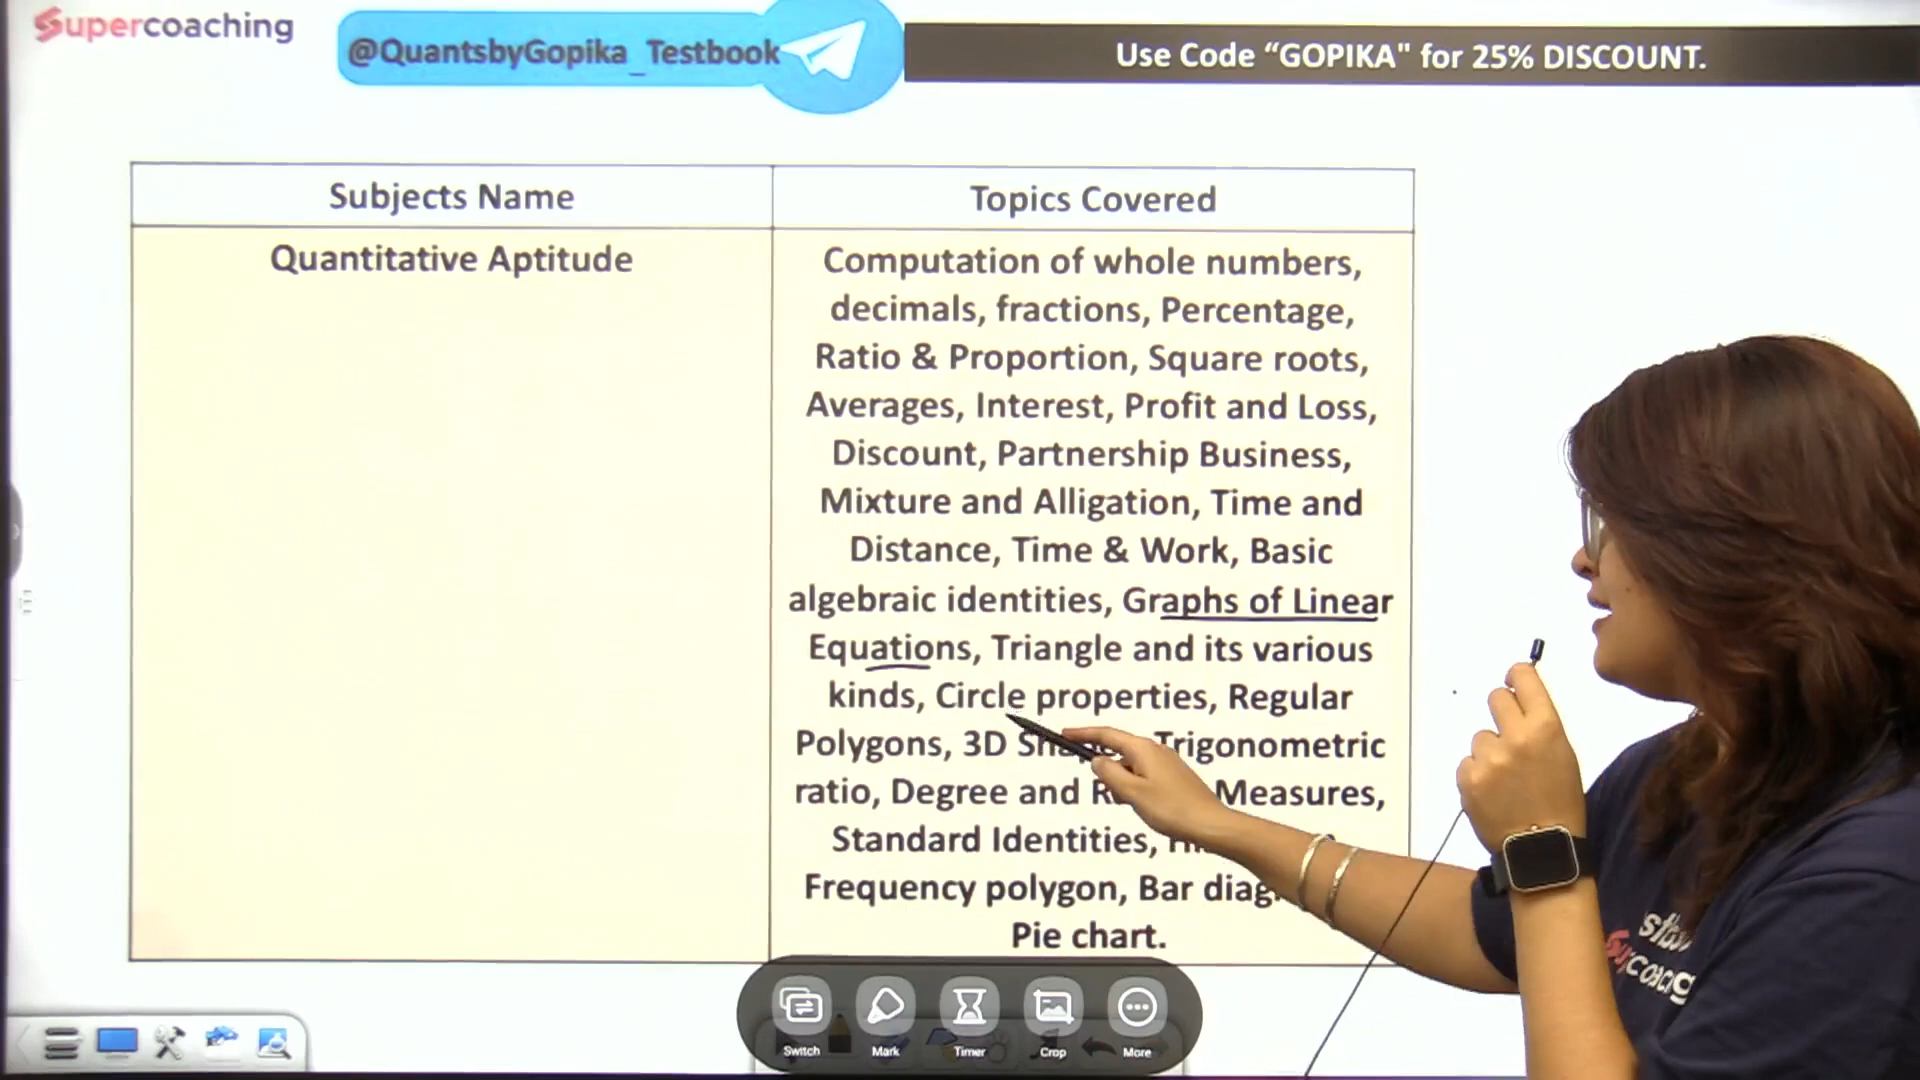 Supercoaching
@QuantsbyGopika_Testbook
Use Code “GOPIKA" for 25% DISCOUNT.
Subjects Name
Topics Covered
Quantitative Aptitude
Computation of whole numbers,
decimals, fractions, Percentage,
Ratio & Proportion, Square roots,
Averages, Interest, Profit and Loss,
Discount, Partnership Business,
Mixture and Alligation, Time and
Distance, Time & Work, Basic
algebraic identities, Graphs of Linear
Equations, Triangle and its various
kinds, Circle properties, Regular
Polygons, 3D Trigonometric
ratio, Degree and Measures,
Standard Identities,
Frequency polygon, Bar
Pie chart.
Switch
Mark
Timer
Crop
More